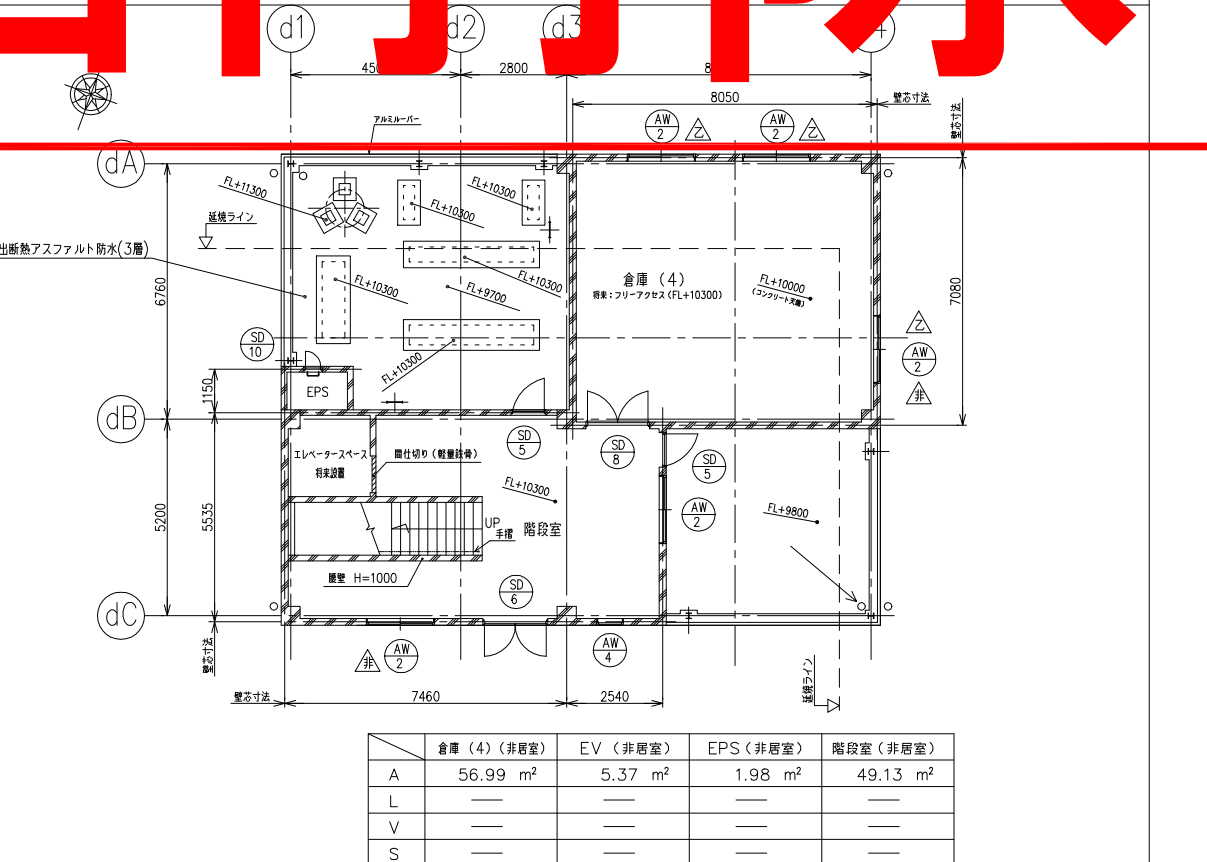 d1
d2
d3
2800
8050
壁芯寸法
壁芯寸法
アルミルーバー
AW
2
乙
AW
2
乙
dA
FL+11300
FL+10300
FL+10300
延焼ライン
出断熱アスファルト防水(3層)
倉庫 (4)
将来:フリーアクセス(FL+10300)
FL+10000
FL+10300
FL+10300
FL+9700
6760
7080
乙
AW
2
非
SD
10
FL+10300
EPS
1150
dB
SD
5
SD
8
SD
5
エレベータースペース
将来設置
間仕切り(軽量鉄骨)
FL+10300
AW
2
FL+9800
5200
5535
UP
手摺
階段室
腰壁 H=1000
SD
6
dC
壁芯寸法
非
AW
2
AW
4
延焼ライン
壁芯寸法
7460
2540
倉庫 (4)(非居室)
EV (非居室)
EPS(非居室)
階段室(非居室)
A
56.99 m²
5.37 m²
1.98 m²
49.13 m²
L
——
——
——
——
V
——
——
——
——
S
——
——
——
——